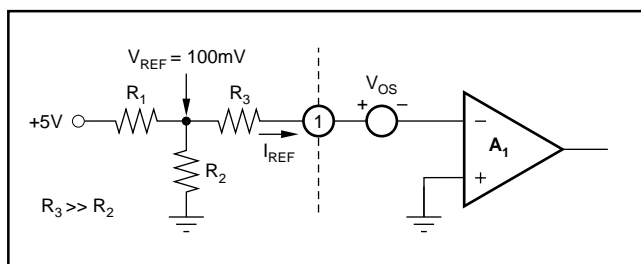 V_REF = 100mV
R_1
R_3
V_OS
+ −
+5V
1
−
A_1
+
I_REF
R_2
R_3 >> R_2